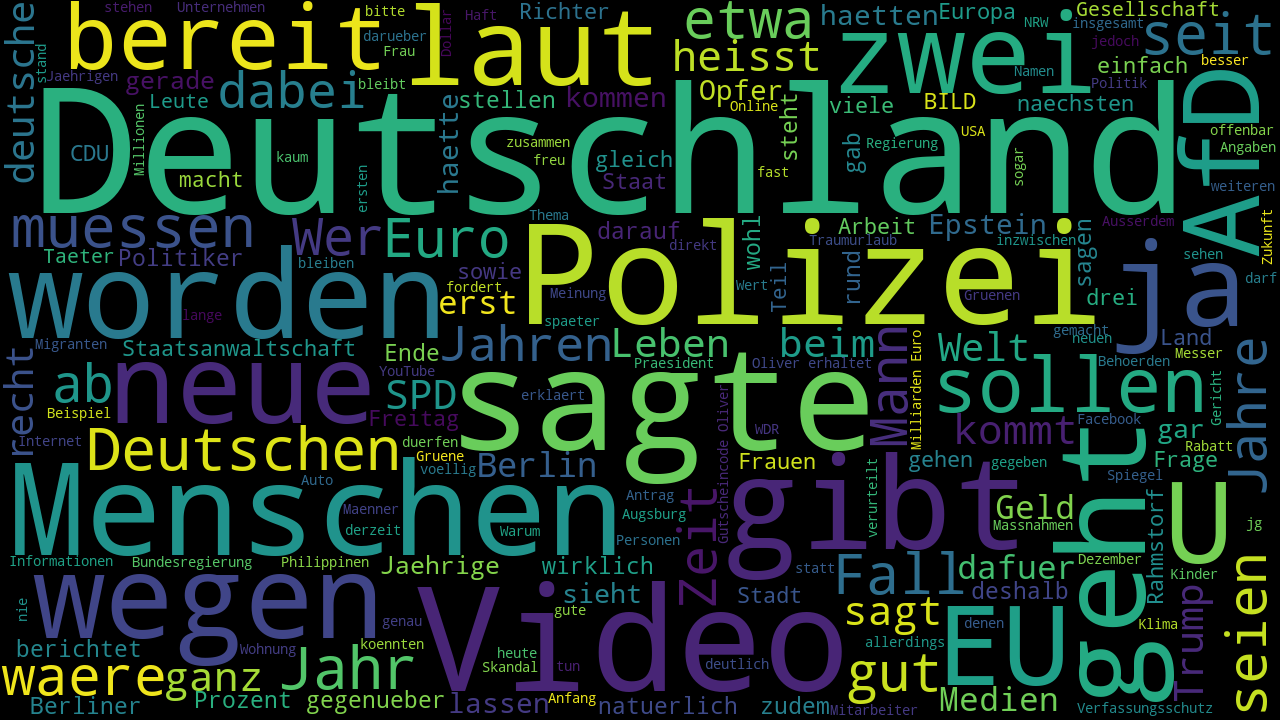 stehen Unternehmen
bitte
Haft
Richter
etwa
haetten
Europa
Gesellschaft
deutsche
bereit
darueber
Frau
Dollar
laut
heisst
zwei
NRW
insgesamt
jedoch
seit
stand
Jaehrigen
gerade
dabei
bleibt
stellen
kommen
Opfer
Online
viele
BILD
Namen
einfach
besser
Politik
naechsten
Leute
Millionen
haette
steht
CDU
Deutschland
AfD
kaum
zusammen
freu
gleich
fast
gab
Regierung
USA
sogar
offenbar
Angaben
macht
ersten
Staat
weiteren
muessen
Wer
Euro
Thema
darauf
direkt
wohl
Arbeit
Traumurlaub
Epstein
inzwischen
sagen
Ausserdem
Zukunft
Taeter
Politiker
bleiben
sowie
fordert
Meinung
Polizei
Wert
Teil
rund
Gruenen
drei
ja
sehen
darf
worden
lange
erst
spaeter
gemacht
neuen
Land
Migranten
Staatsanwaltschaft
Ende
Jahren
Leben
beim
Mann
Milliarden Euro
Welt
Behoerden
Messer
recht
ab
neue
YouTube
SPD
Praesident
Oliver erhaltet
sollen
Gericht
Jahre
Beispiel
Freitag
sagte
erklaert
Gutscheincode Oliver
WDR
kommt
Facebook
gar
Rabatt
Internet
Deutschen
duerfen
Gruene
voellig
Berlin
Frauen
verurteilt
gehen
gegeben
Frage
Spiegel
Menschen
Auto
Maenner
derzeit
Warum
Antrag
Augsburg
Personen
zeit
gibt
Geld
Massnahmen
geht
Rahmstorf
U
jg
Informationen
Bundesregierung
Philippinen
Jaehrige
wirklich
statt
Fall
dafuer
Dezember
Kinder
seien
nie
wegen
genau
Video
sieht
gute
Stadt
sagt
deshalb
denen
EU
Klima
Trump
berichtet
Wohnung
koennten
heute
Skandal
tun
deutlich
allerdings
waere
ganz
Jahr
gut
Medien
Berliner
Prozent
gegenueber
lassen
Anfang
natuerlich
zudem
Mitarbeiter
Verfassungsschutz